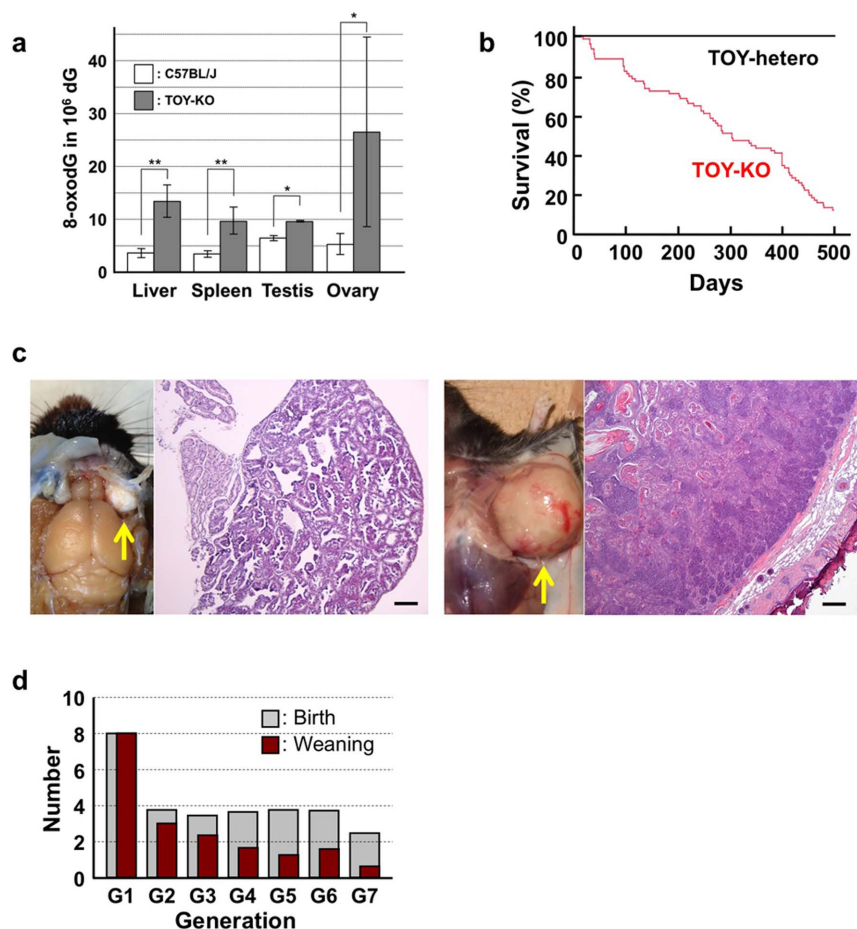 a
8-oxodG in 10⁶ dG
40
30
20
10
0
: C57BL/J
: TOY-KO
**
**
*
*
Liver Spleen Testis Ovary
b
Survival (%)
100
80
60
40
20
0
TOY-hetero
TOY-KO
0 100 200 300 400 500
Days
c
d
Number
10
8
6
4
2
0
: Birth
: Weaning
G1 G2 G3 G4 G5 G6 G7
Generation